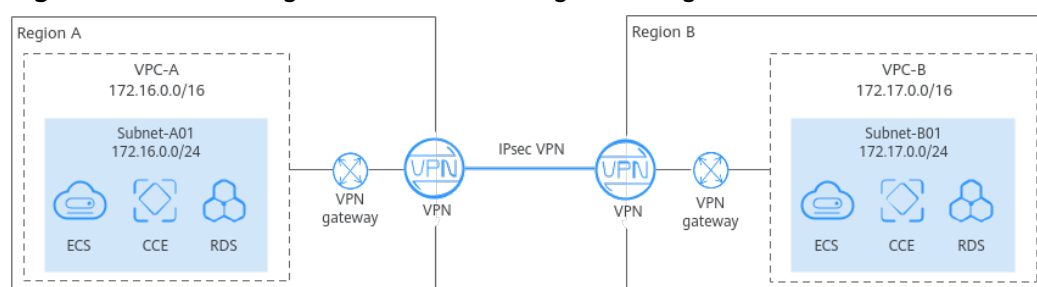 Region A
VPC-A
172.16.0.0/16
Subnet-A01
172.16.0.0/24
ECS
CCE
RDS
VPN
gateway
VPN
VPN
IPsec VPN
Region B
VPN
VPN
VPN
gateway
VPC-B
172.17.0.0/16
Subnet-B01
172.17.0.0/24
ECS
CCE
RDS